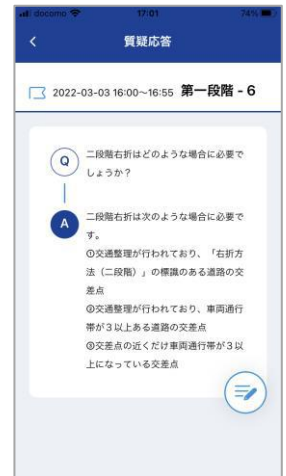 docomo 17:01 74%
質疑応答
2022-03-03 16:00~16:55 第一段階 - 6
Q 二段階右折はどのような場合に必要で
しょうか？
A 二段階右折は次のような場合に必要で
す。
①交通整理が行われており、「右折方
法（二段階）」の標識のある道路の交
差点
②交通整理が行われており、車両通行
帯が３以上ある道路の交差点
③交差点の近くだけ車両通行帯が３以
上になっている交差点